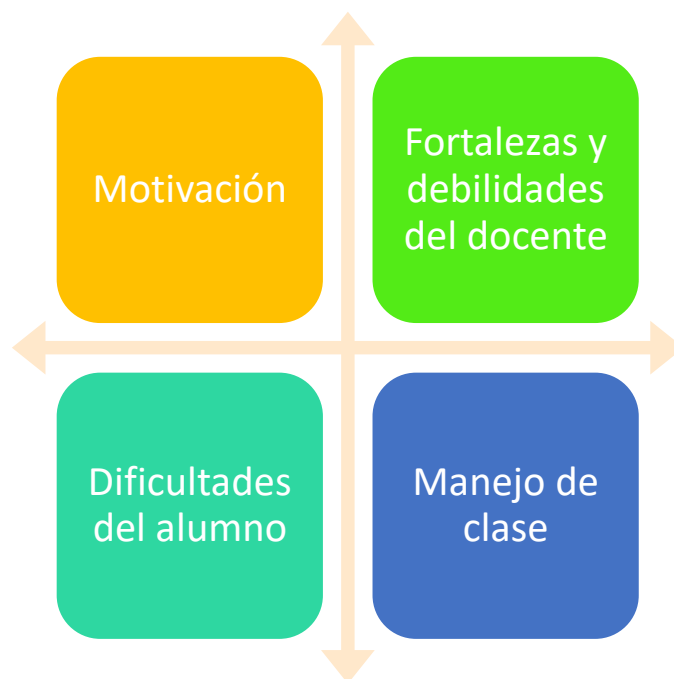 Motivación
Fortalezas y
debilidades
del docente
Dificultades
del alumno
Manejo de
clase